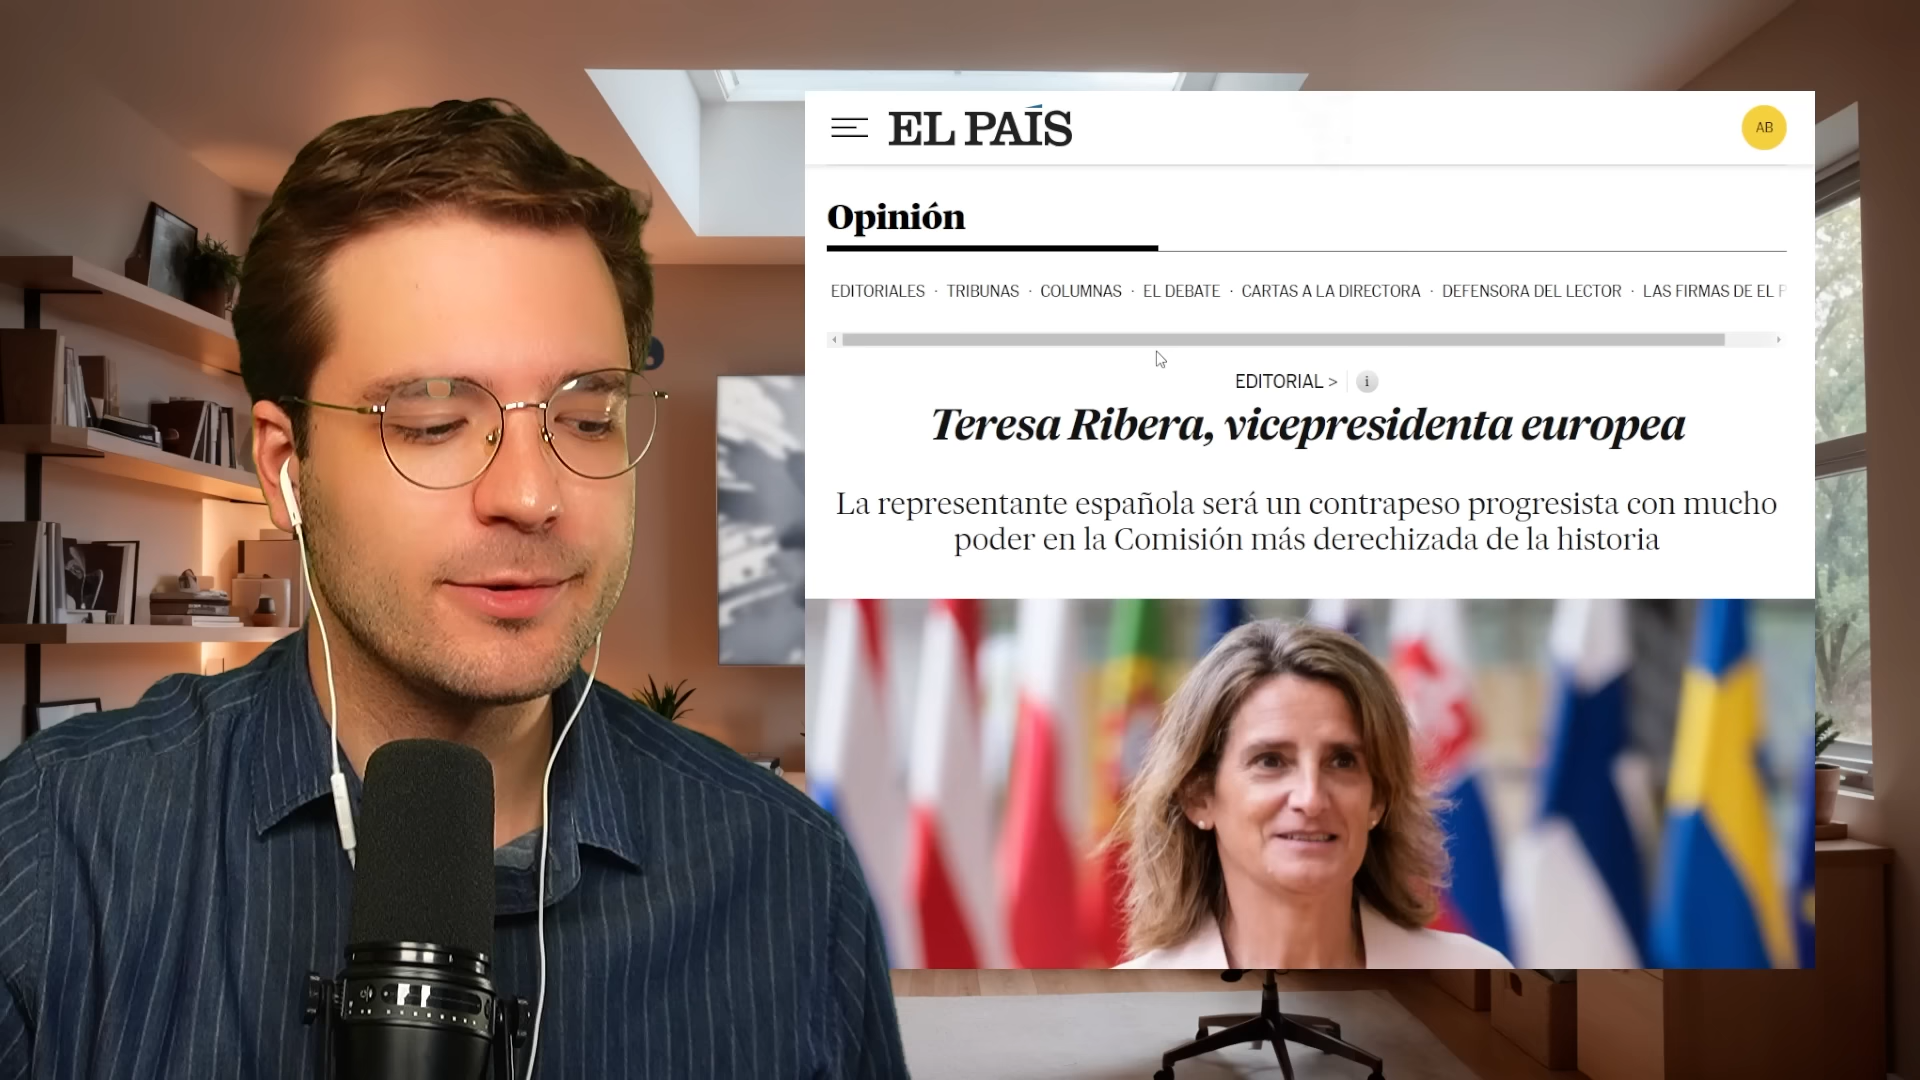 EL PAÍS
AB
Opinión
EDITORIALES · TRIBUNAS · COLUMNAS · EL DEBATE · CARTAS A LA DIRECTORA · DEFENSORA DEL LECTOR · LAS FIRMAS DE EL P
EDITORIAL > i
Teresa Ribera, vicepresidenta europea
La representante española será un contrapeso progresista con mucho
poder en la Comisión más derechizada de la historia